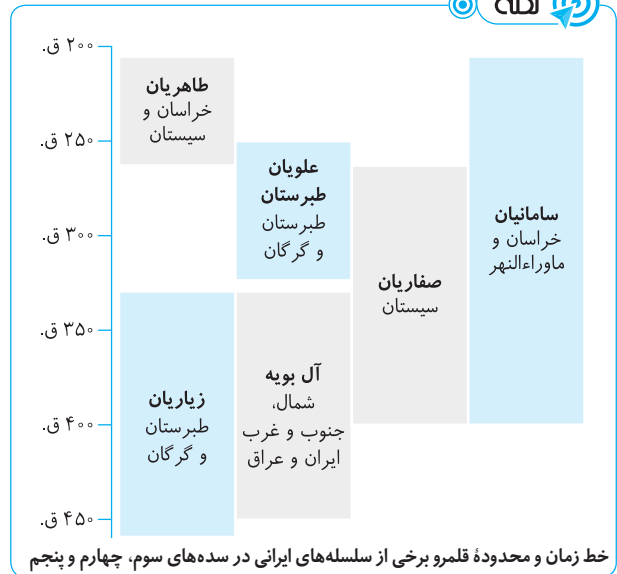 ۲۰۰ ق.
۲۵۰ ق.
۳۰۰ ق.
۳۵۰ ق.
۴۰۰ ق.
۴۵۰ ق.
سامانیان
خراسان و
ماوراءالنهر
صفاریان
سیستان
علویان
طبرستان
طبرستان
و گرگان
آل بویه
شمال،
جنوب و غرب
ایران و عراق
طاهریان
خراسان و
سیستان
زیاریان
طبرستان
و گرگان
خط زمان و محدودهٔ قلمرو برخی از سلسله‌های ایرانی در سده‌های سوم، چهارم و پنجم